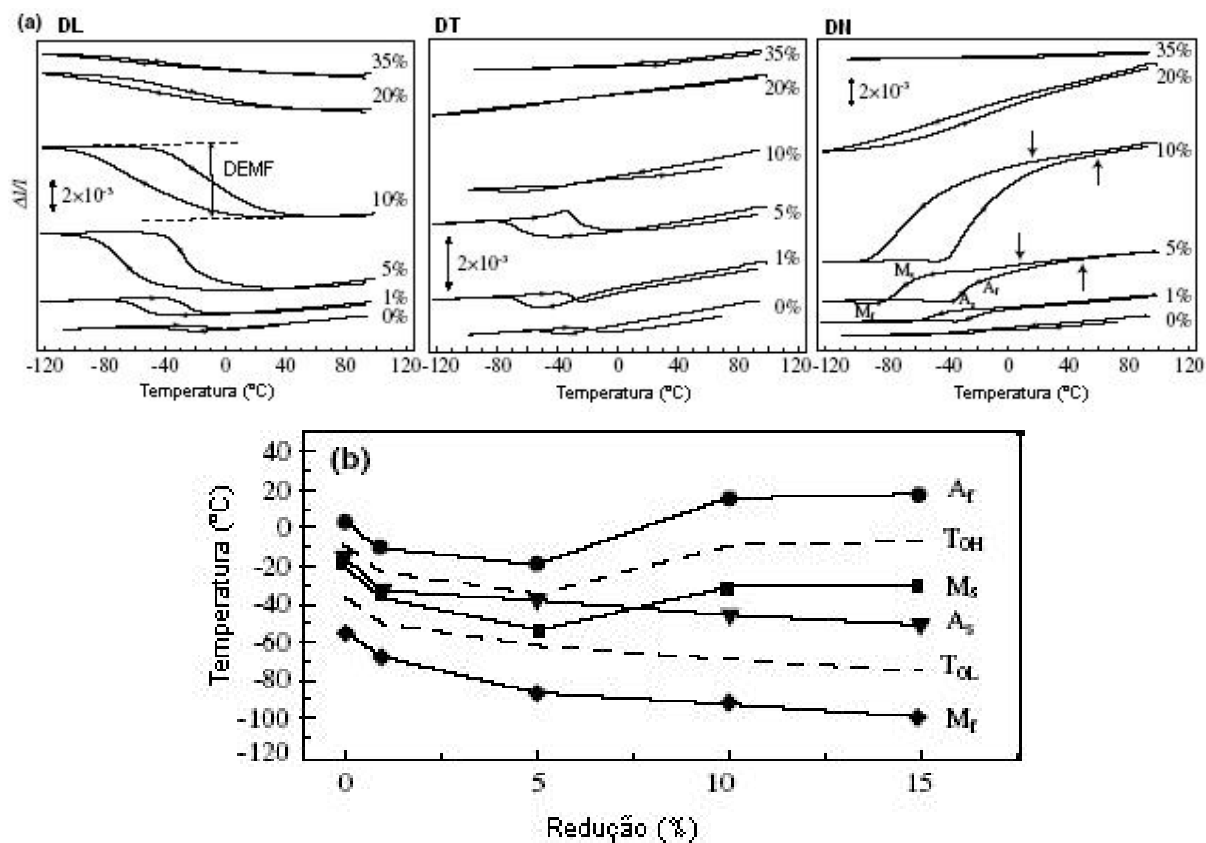 (a) DL DT DN
35%
20%
DEMF
2×10⁻³
10%
5%
1%
0%
Δl/l
-120 -80 -40 0 40 80 120
Temperatura (°C)
35%
20%
10%
5%
2×10⁻³
1%
0%
-120 -80 -40 0 40 80 120
Temperatura (°C)
35%
2×10⁻³
20%
10%
5%
Ms
Af
As
Mf
1%
0%
-120 -80 -40 0 40 80 120
Temperatura (°C)
(b)
40
20
0
-20
-40
-60
-80
-100
-120
Temperatura (°C)
Af
TOH
Ms
As
TOL
Mf
0 5 10 15
Redução (%)